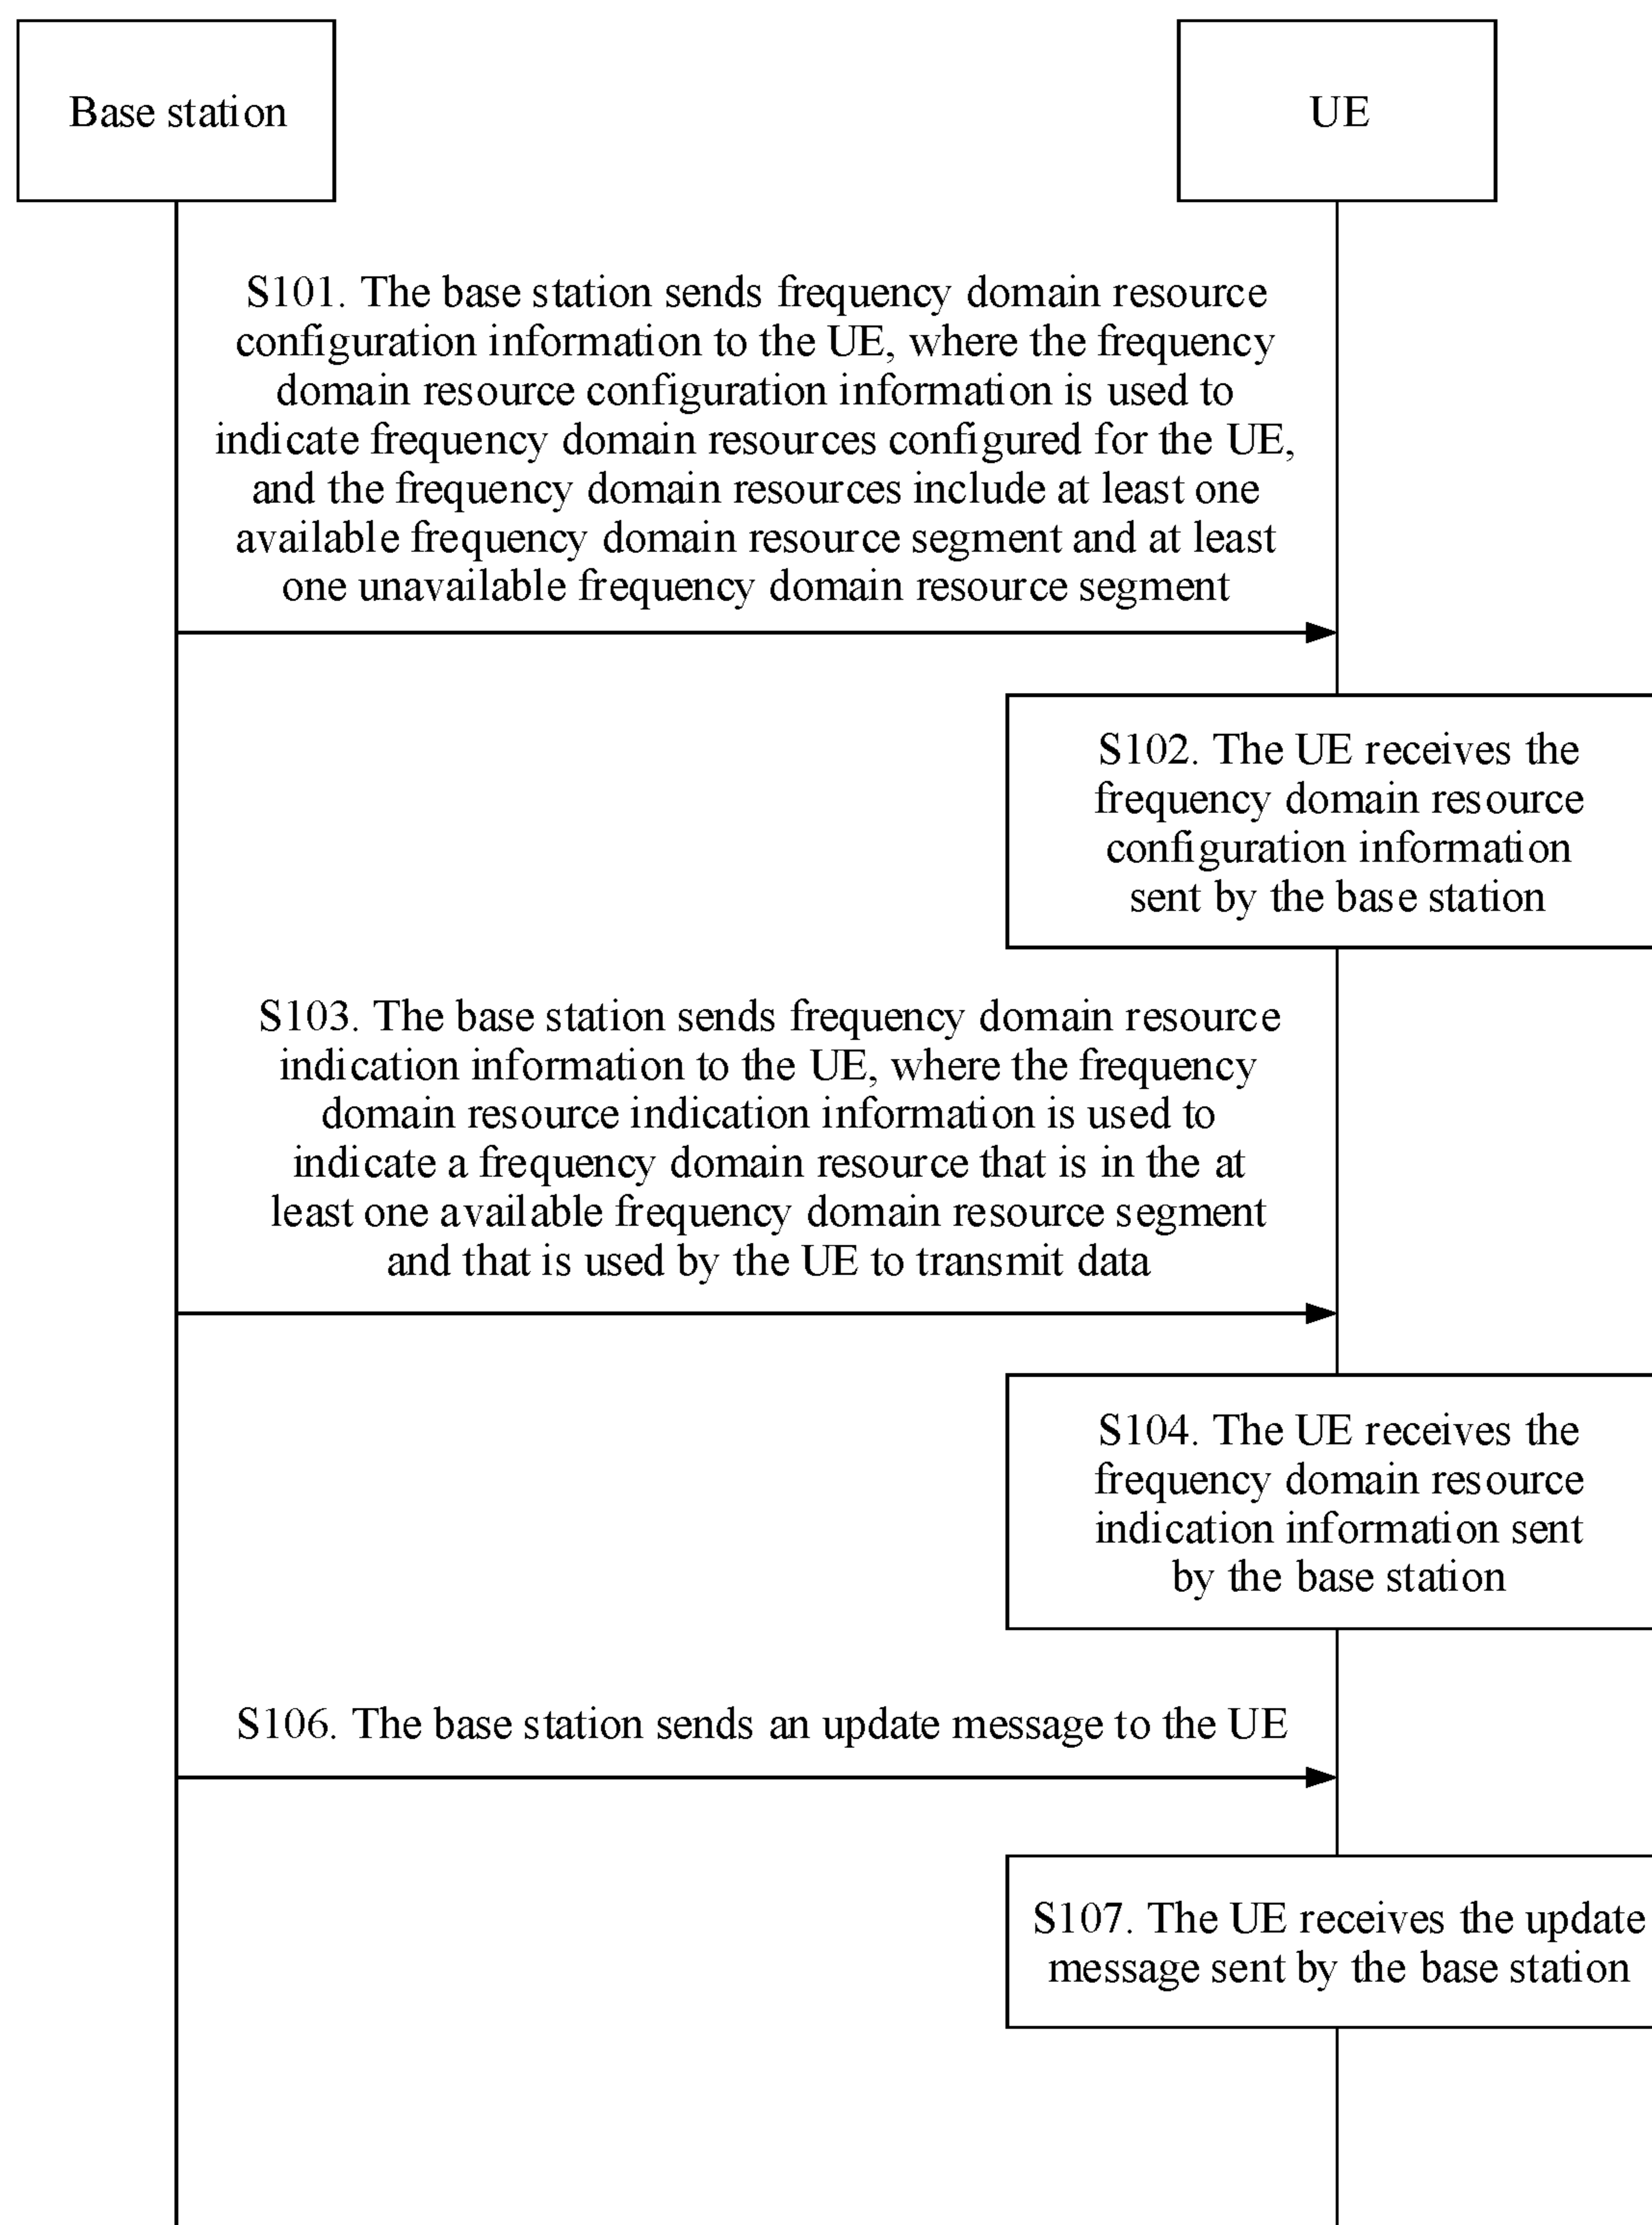 Base station
UE
S101. The base station sends frequency domain resource
configuration information to the UE, where the frequency
domain resource configuration information is used to
indicate frequency domain resources configured for the UE,
and the frequency domain resources include at least one
available frequency domain resource segment and at least
one unavailable frequency domain resource segment
S102. The UE receives the
frequency domain resource
configuration information
sent by the base station
S103. The base station sends frequency domain resource
indication information to the UE, where the frequency
domain resource indication information is used to
indicate a frequency domain resource that is in the at
least one available frequency domain resource segment
and that is used by the UE to transmit data
S104. The UE receives the
frequency domain resource
indication information sent
by the base station
S106. The base station sends an update message to the UE
S107. The UE receives the update
message sent by the base station